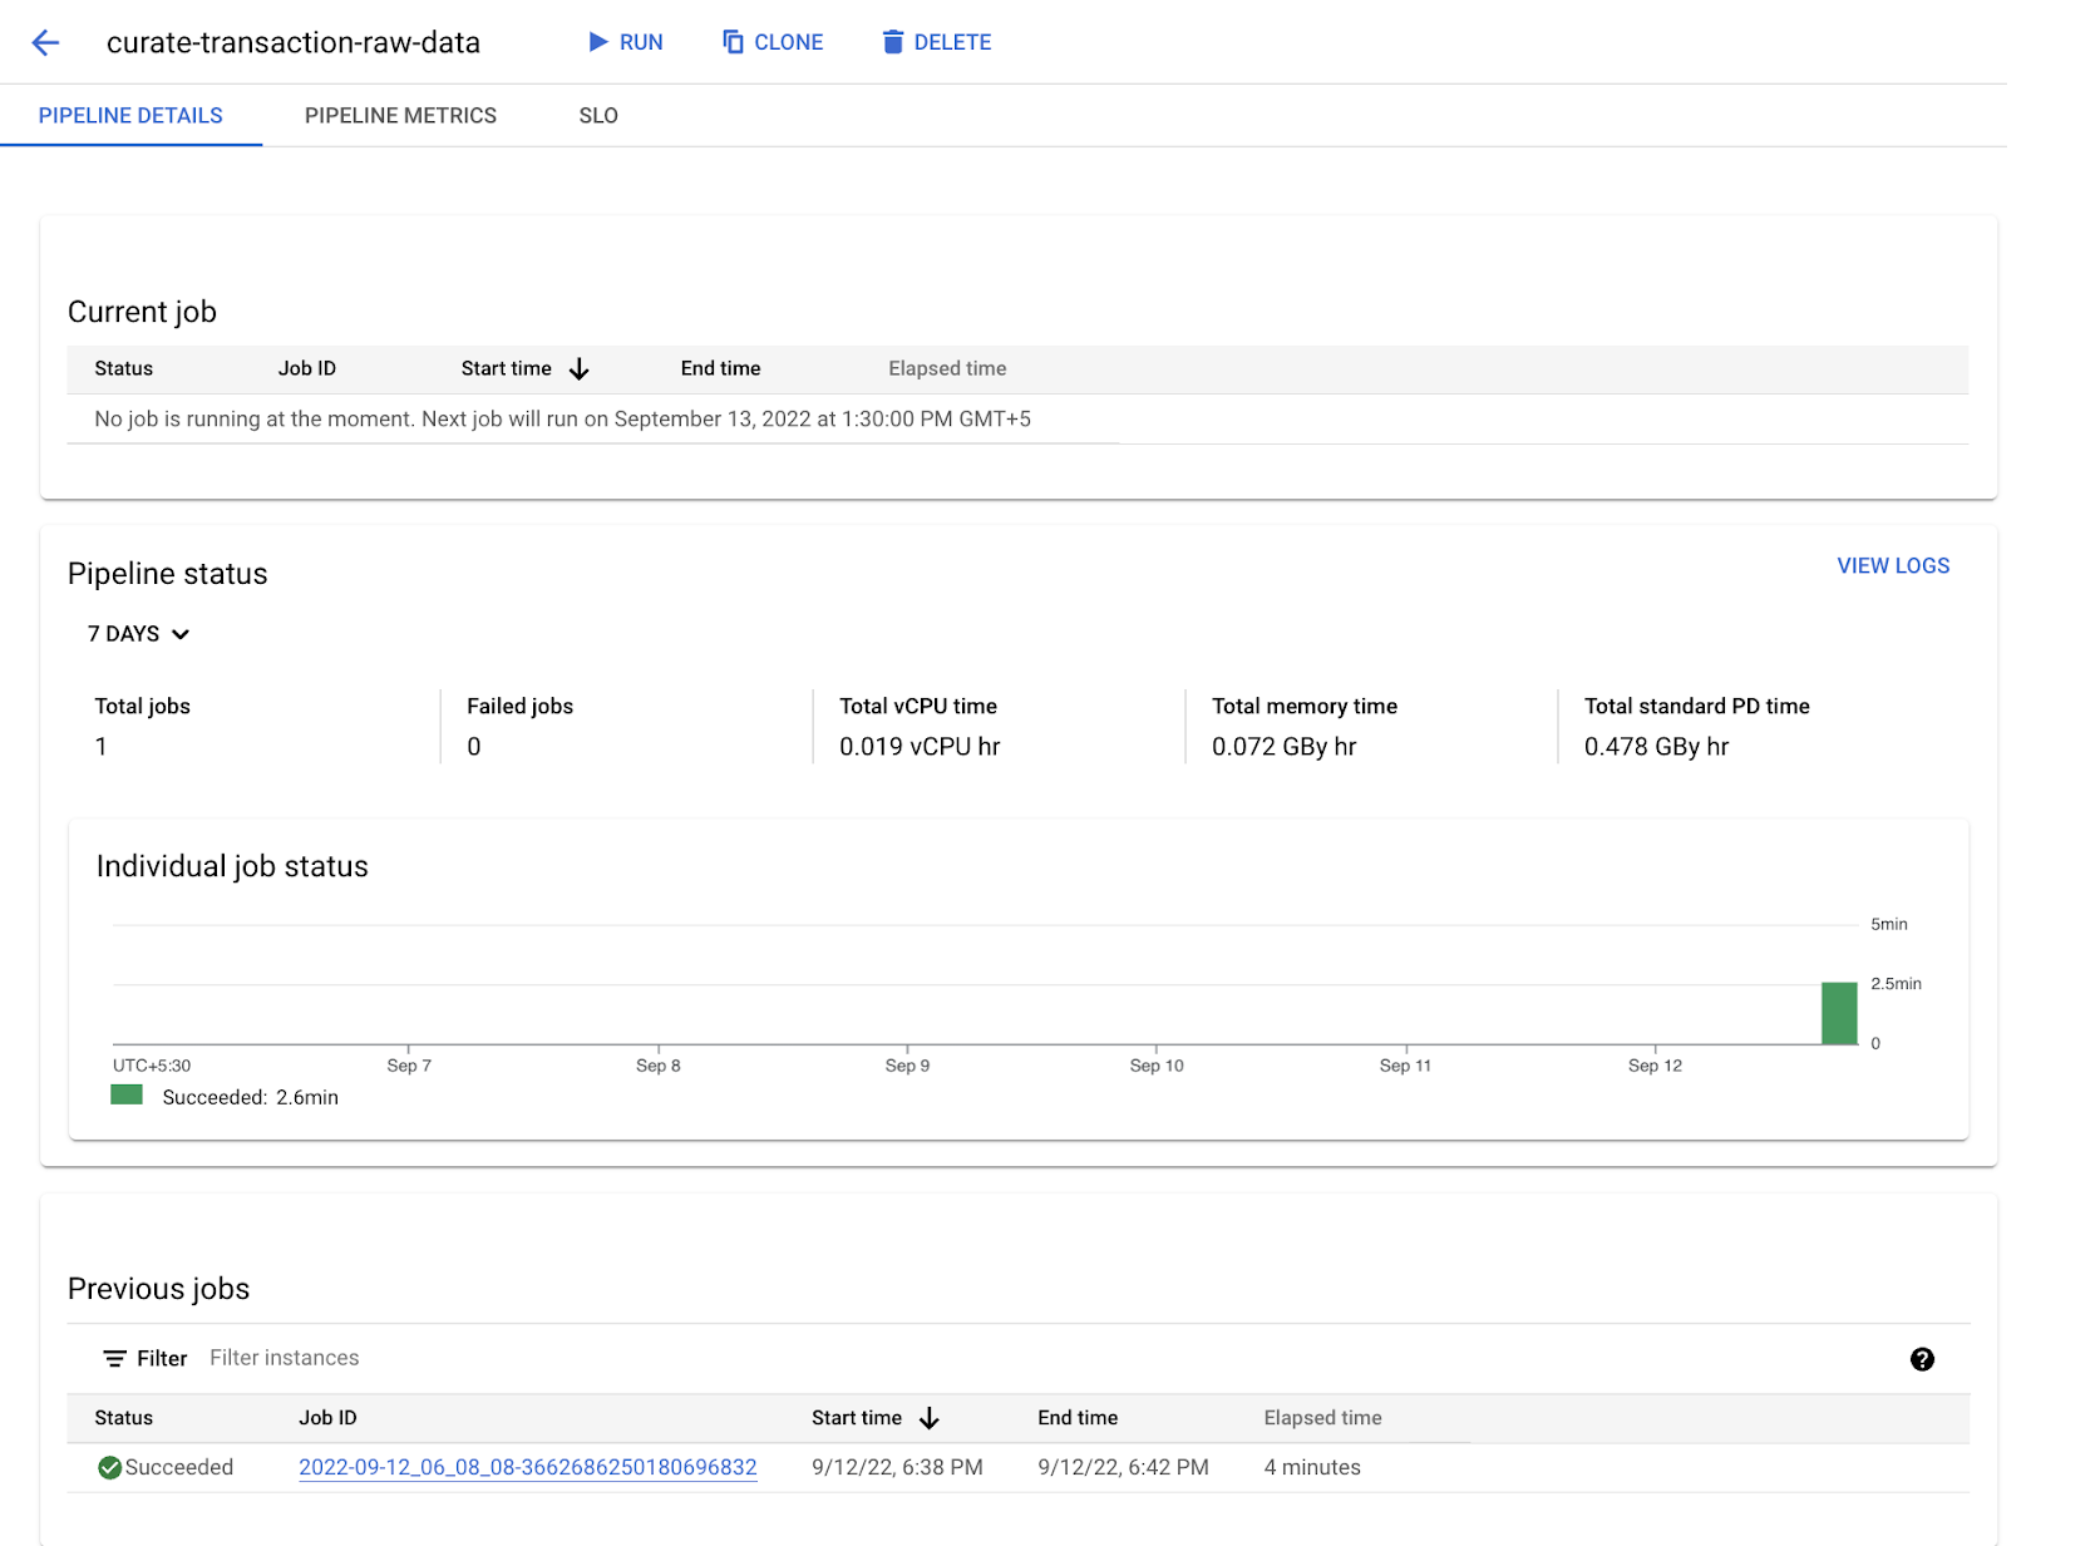 curate-transaction-raw-data RUN CLONE DELETE
PIPELINE DETAILS PIPELINE METRICS SLO
Current job
Status Job ID Start time End time Elapsed time
No job is running at the moment. Next job will run on September 13, 2022 at 1:30:00 PM GMT+5
Pipeline status VIEW LOGS
7 DAYS
Total jobs Failed jobs Total vCPU time Total memory time Total standard PD time
1 0 0.019 vCPU hr 0.072 GBy hr 0.478 GBy hr
Individual job status
5min
2.5min
0
UTC+5:30 Sep 7 Sep 8 Sep 9 Sep 10 Sep 11 Sep 12
Succeeded: 2.6min
Previous jobs
Filter Filter instances
Status Job ID Start time End time Elapsed time
Succeeded 2022-09-12_06_08_08-3662686250180696832 9/12/22, 6:38 PM 9/12/22, 6:42 PM 4 minutes